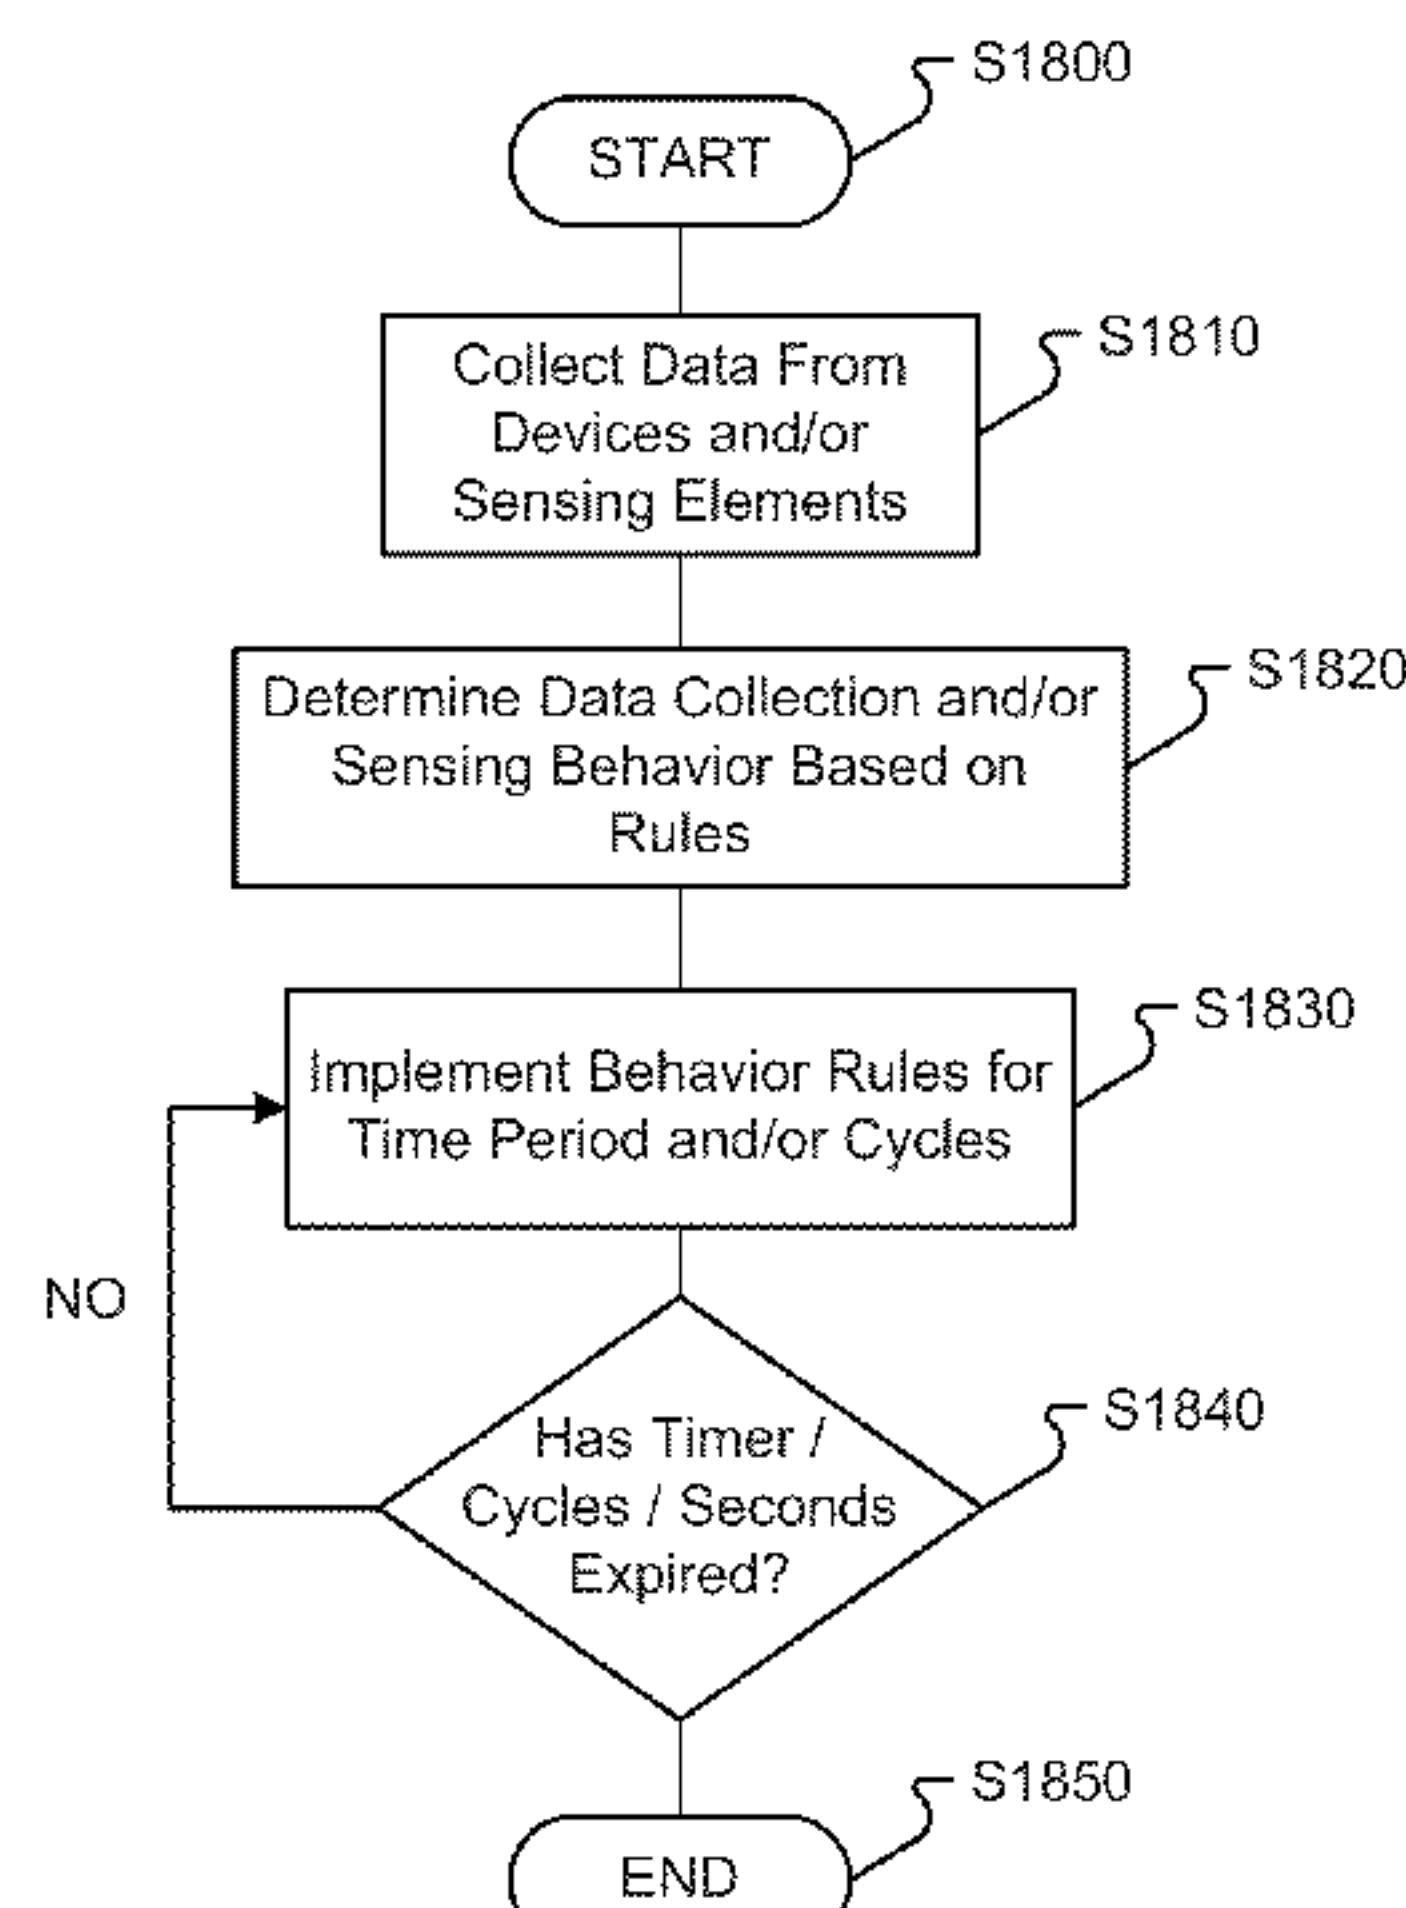 S1800
START
S1810
Collect Data From
Devices and/or
Sensing Elements
S1820
Determine Data Collection and/or
Sensing Behavior Based on
Rules
S1830
Implement Behavior Rules for
Time Period and/or Cycles
NO
S1840
Has Timer /
Cycles / Seconds
Expired?
S1850
END